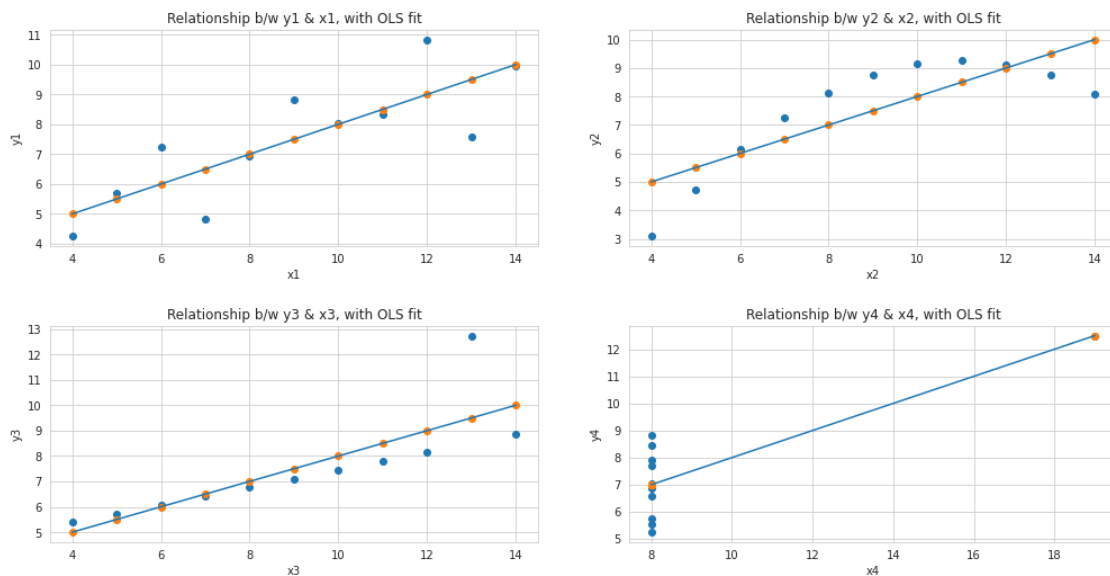 Relationship b/w y1 & x1, with OLS fit
11
10
9
8
7
6
5
4
y1
4 6 8 10 12 14
x1
Relationship b/w y2 & x2, with OLS fit
10
9
8
7
6
5
4
3
y2
4 6 8 10 12 14
x2
Relationship b/w y3 & x3, with OLS fit
13
12
11
10
9
8
7
6
5
y3
4 6 8 10 12 14
x3
Relationship b/w y4 & x4, with OLS fit
12
11
10
9
8
7
6
5
y4
8 10 12 14 16 18
x4